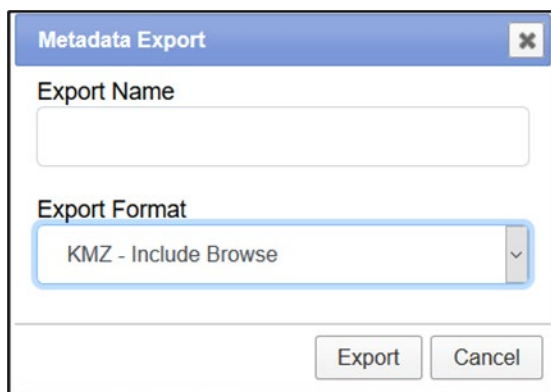 Metadata Export
Export Name
Export Format
KMZ - Include Browse
Export Cancel